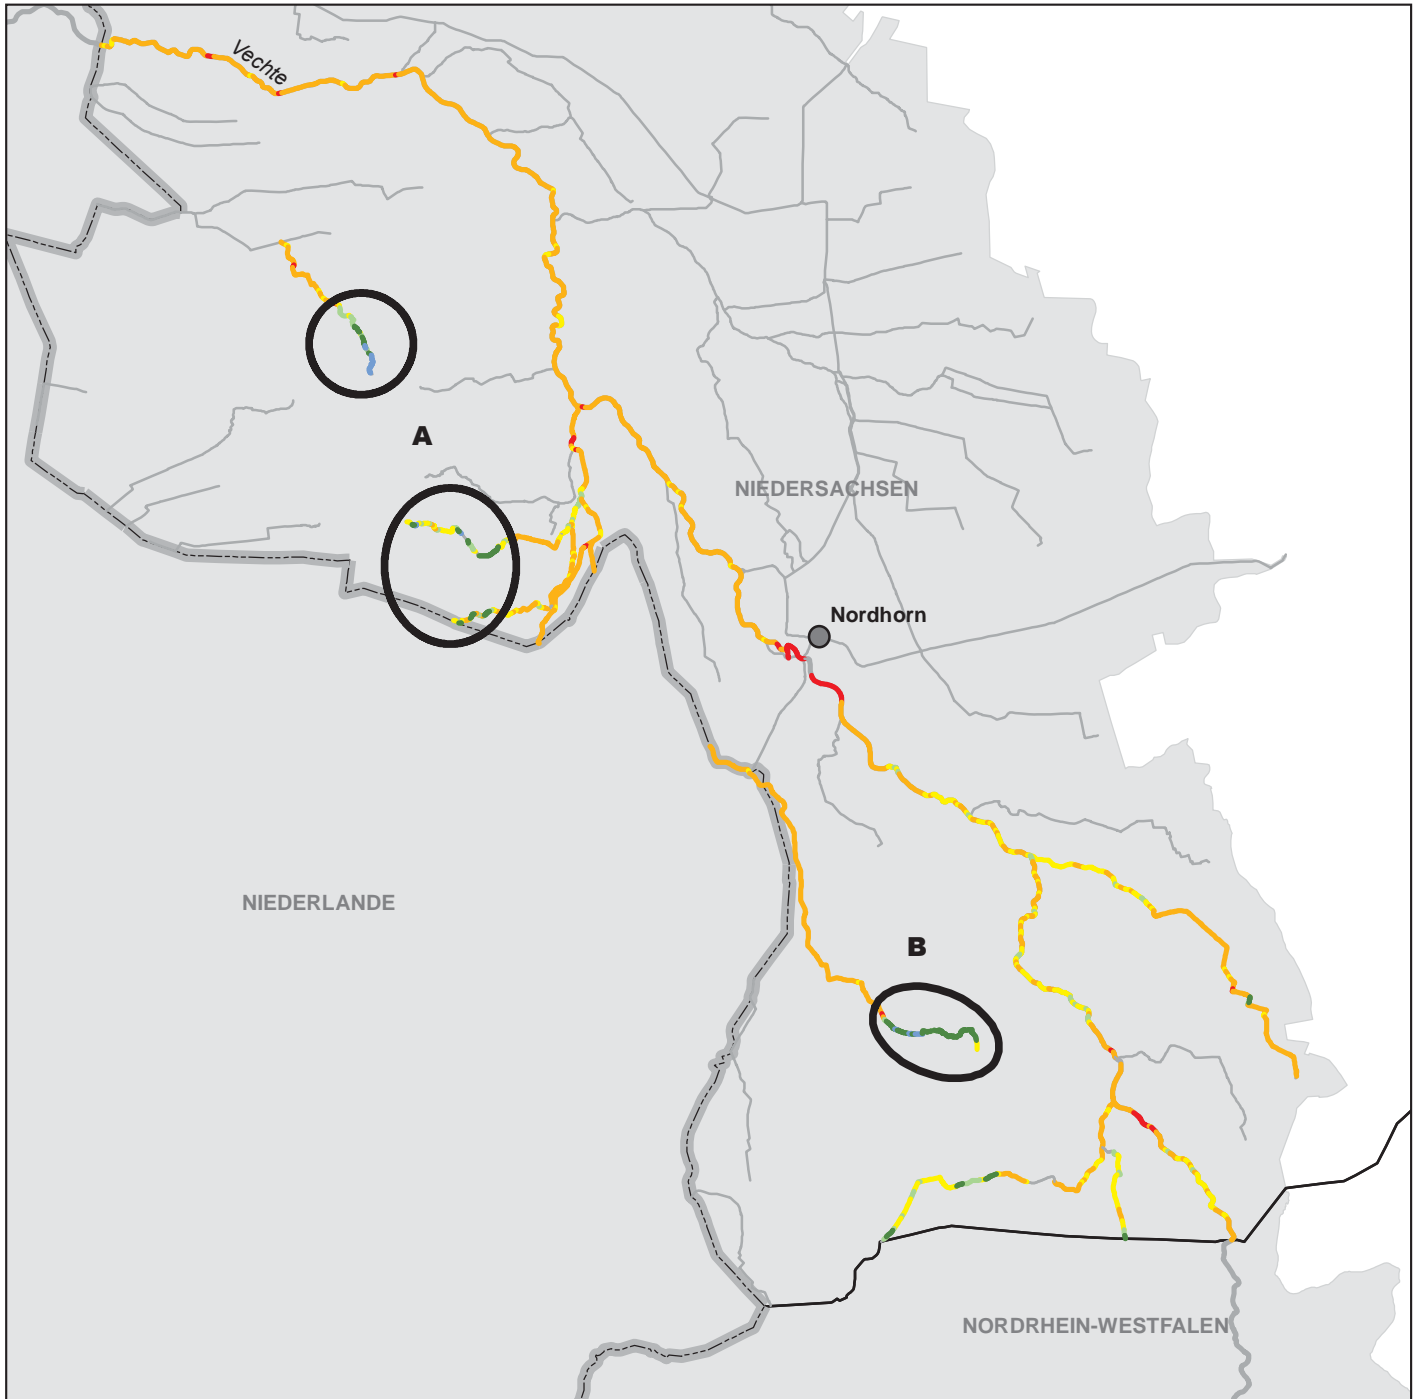 Vechte
A
NIEDERSACHSEN
Nordhorn
NIEDERLANDE
B
NORDRHEIN-WESTFALEN